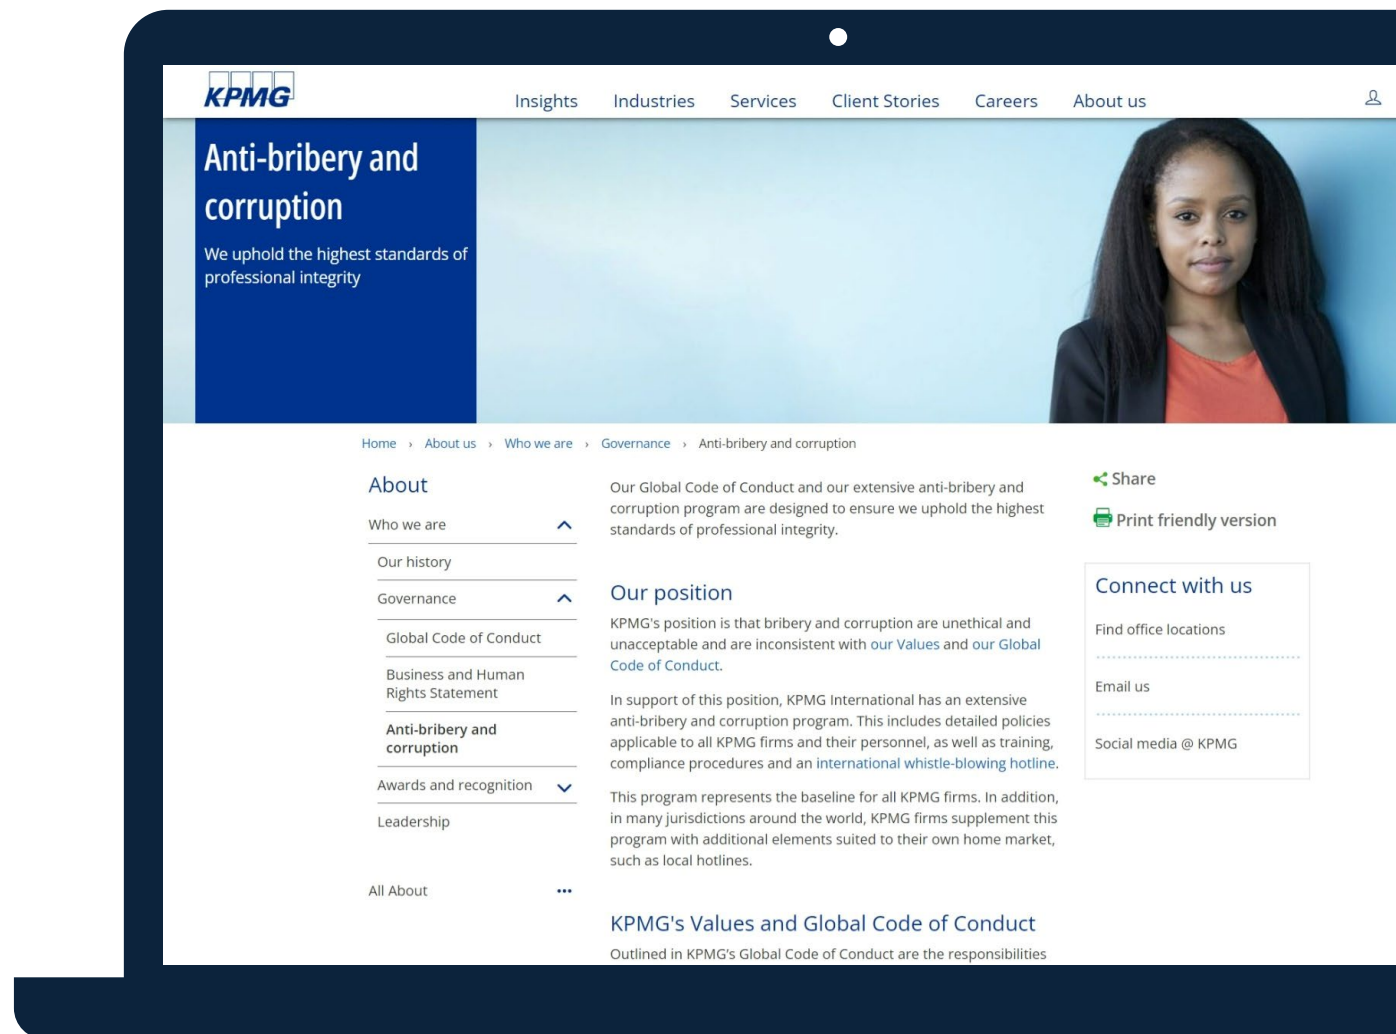 KPMG
Insights
Industries
Services
Client Stories
Careers
About us
Anti-bribery and
corruption
We uphold the highest standards of
professional integrity
Home › About us › Who we are › Governance › Anti-bribery and corruption
About
Who we are
Our history
Governance
Global Code of Conduct
Business and Human
Rights Statement
Anti-bribery and
corruption
Awards and recognition
Leadership
All About
Our Global Code of Conduct and our extensive anti-bribery and
corruption program are designed to ensure we uphold the highest
standards of professional integrity.
Our position
KPMG's position is that bribery and corruption are unethical and
unacceptable and are inconsistent with our Values and our Global
Code of Conduct.
In support of this position, KPMG International has an extensive
anti-bribery and corruption program. This includes detailed policies
applicable to all KPMG firms and their personnel, as well as training,
compliance procedures and an international whistle-blowing hotline.
This program represents the baseline for all KPMG firms. In addition,
in many jurisdictions around the world, KPMG firms supplement this
program with additional elements suited to their own home market,
such as local hotlines.
KPMG's Values and Global Code of Conduct
Outlined in KPMG's Global Code of Conduct are the responsibilities
Share
Print friendly version
Connect with us
Find office locations
Email us
Social media @ KPMG